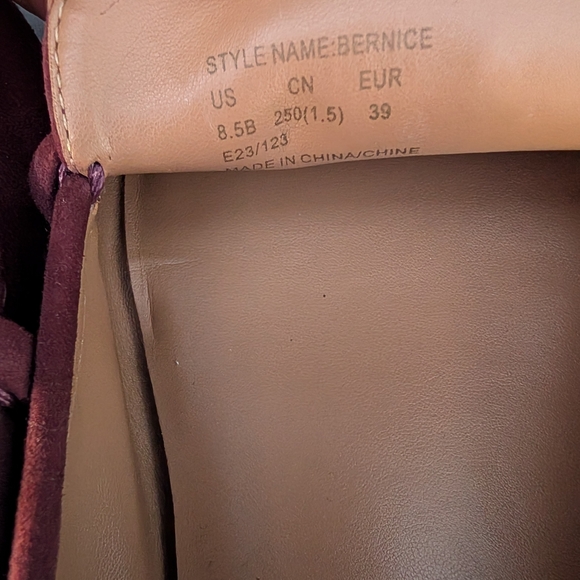 STYLE NAME:BERNICE
US CN EUR
8.5B 250(1.5) 39
E23/123
MADE IN CHINA/CHINE